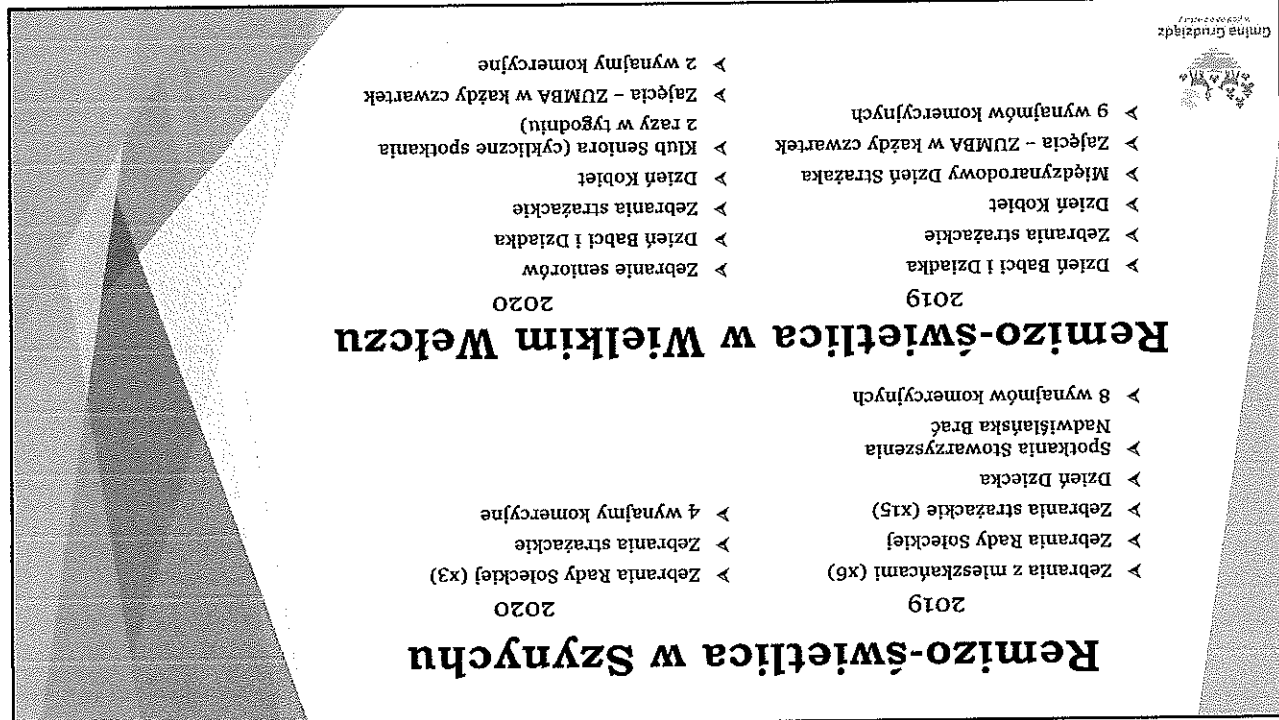 Remizo-świetlica w Szynychu
2019
➤ Zebrania z mieszkańcami (x6)
➤ Zebrania Rady Sołeckiej
➤ Zebrania strażackie (x15)
➤ Dzień Dziecka
➤ Spotkania Stowarzyszenia
Nadwiślańska Brać
➤ 8 wynajmów komercyjnych
2020
➤ Zebrania Rady Sołeckiej (x3)
➤ Zebrania strażackie
➤ 4 wynajmy komercyjne
Remizo-świetlica w Wielkim Wełczu
2019
➤ Dzień Babci i Dziadka
➤ Zebrania strażackie
➤ Dzień Kobiet
➤ Międzynarodowy Dzień Strażaka
➤ Zajęcia – ZUMBA w każdy czwartek
➤ 9 wynajmów komercyjnych
2020
➤ Zebranie seniorów
➤ Dzień Babci i Dziadka
➤ Zebrania strażackie
➤ Dzień Kobiet
➤ Klub Seniora (cykliczne spotkania
2 razy w tygodniu)
➤ Zajęcia – ZUMBA w każdy czwartek
➤ 2 wynajmy komercyjne
Gmina Grudziądz